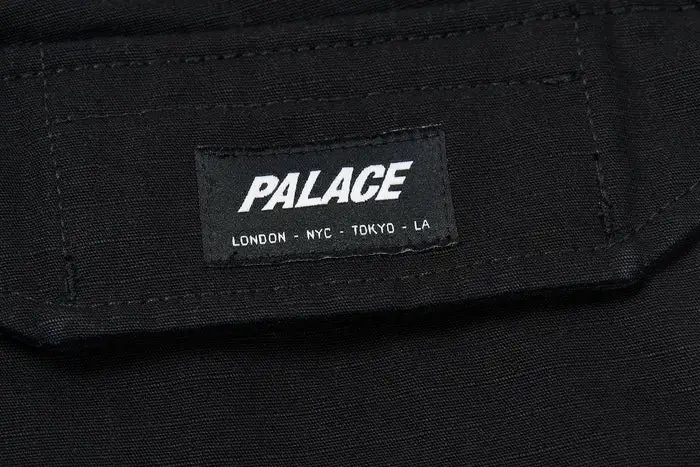 PALACE
LONDON - NYC - TOKYO - LA